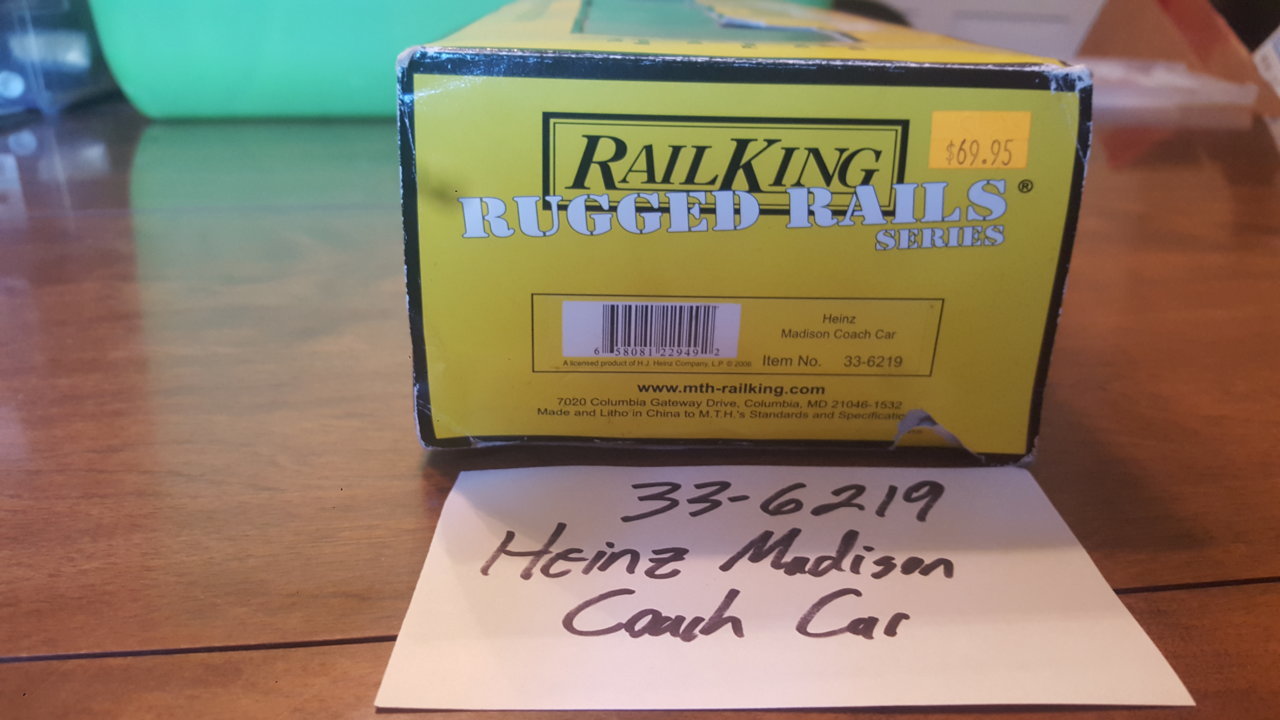 RAILKING
$69.95
RUGGED RAILS®
SERIES
Heinz
Madison Coach Car
6 58081 22949 2
A licensed product of H.J. Heinz Company, L.P. © 2006
Item No. 33-6219
www.mth-railking.com
7020 Columbia Gateway Drive, Columbia, MD 21046-1532
Made and Litho in China to M.T.H.'s Standards and
33-6219
Heinz Madison
Coach Car